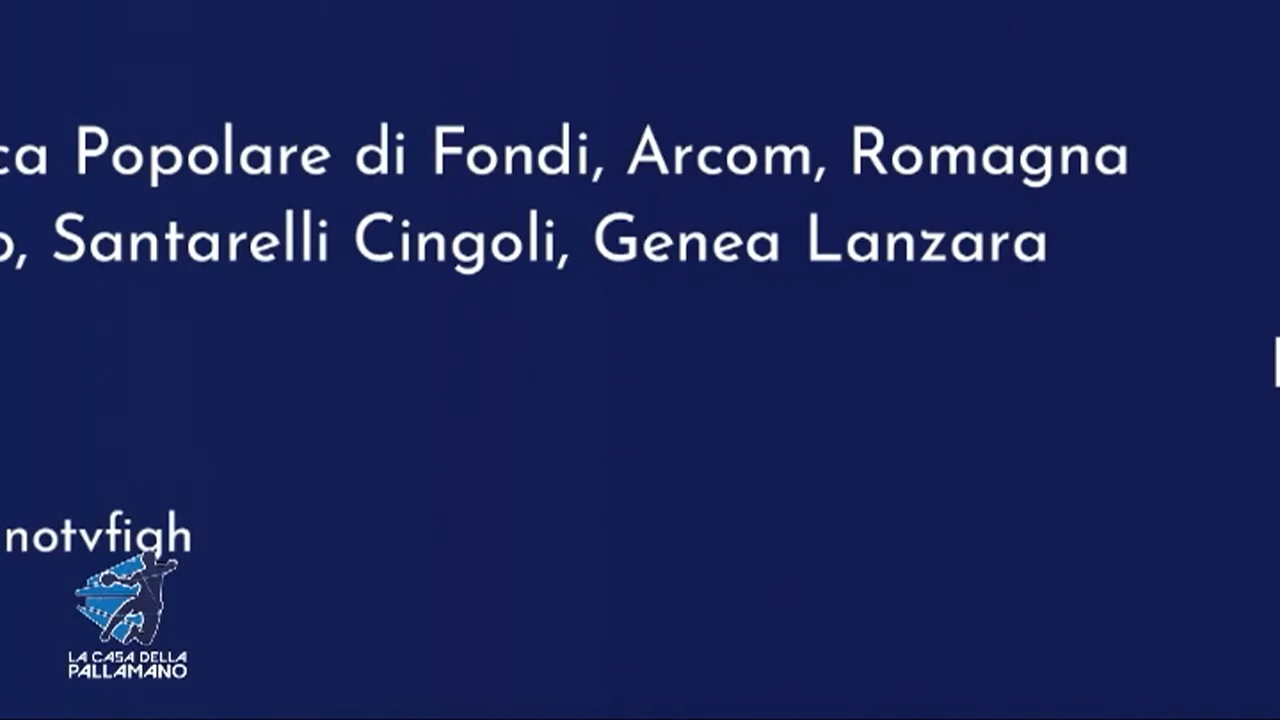 ca Popolare di Fondi, Arcom, Romagna
o, Santarelli Cingoli, Genea Lanzara
notvfigh
LA CASA DELLA
PALLAMANO